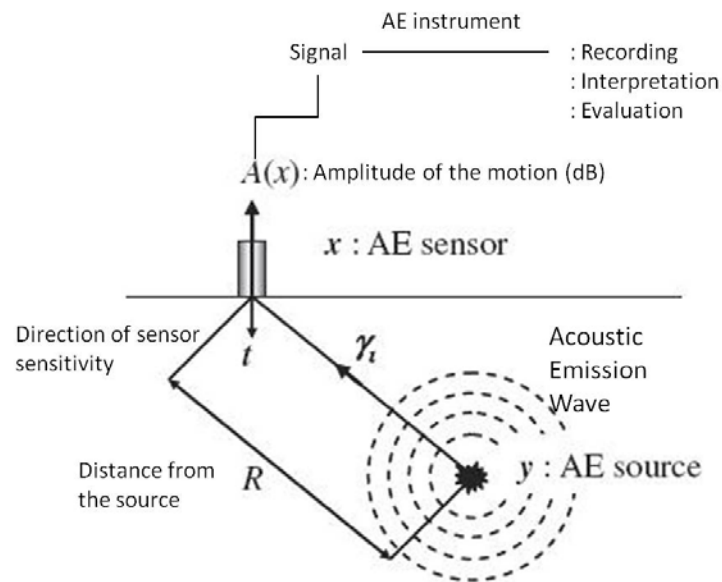 AE instrument
Signal
: Recording
: Interpretation
: Evaluation
A(x) : Amplitude of the motion (dB)
x : AE sensor
Direction of sensor
sensitivity
t
γι
Acoustic
Emission
Wave
Distance from
the source
R
y : AE source